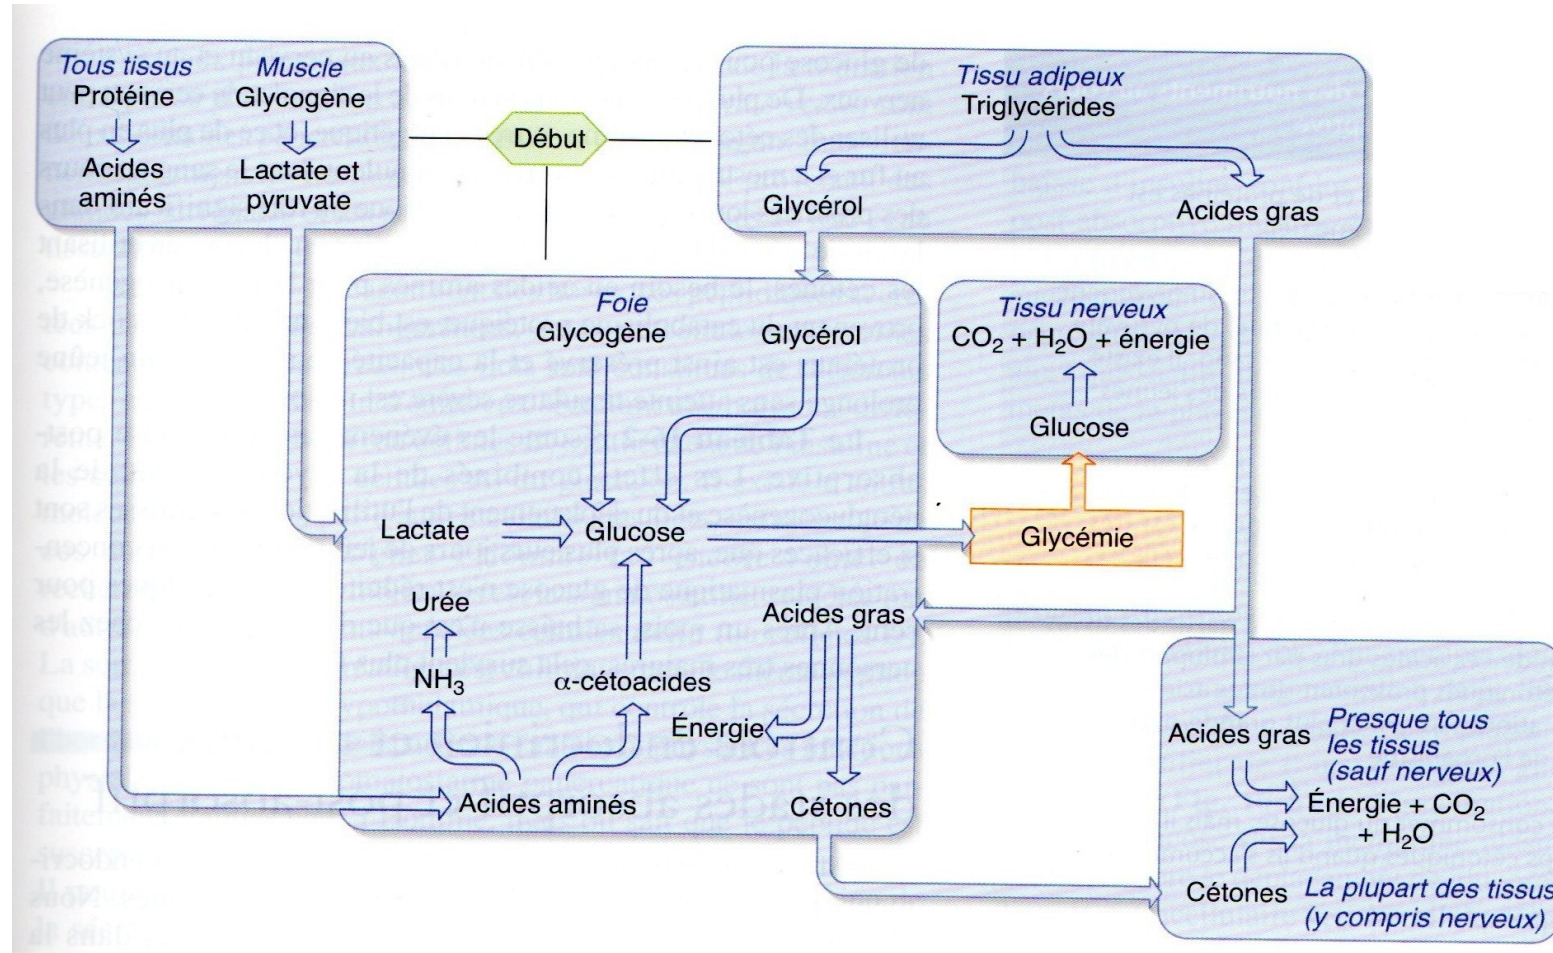 Tous tissus
Protéine
Acides
aminés
Muscle
Glycogène
Lactate et
pyruvate
Début
Tissu adipeux
Triglycérides
Glycérol
Acides gras
Foie
Glycogène
Glycérol
Lactate
Glucose
Urée
NH₃
α-cétoacides
Acides aminés
Acides gras
Énergie
Cétones
Tissu nerveux
CO₂ + H₂O + énergie
Glucose
Glycémie
Acides gras
Presque tous
les tissus
(sauf nerveux)
Énergie + CO₂
+ H₂O
Cétones
La plupart des tissus
(y compris nerveux)